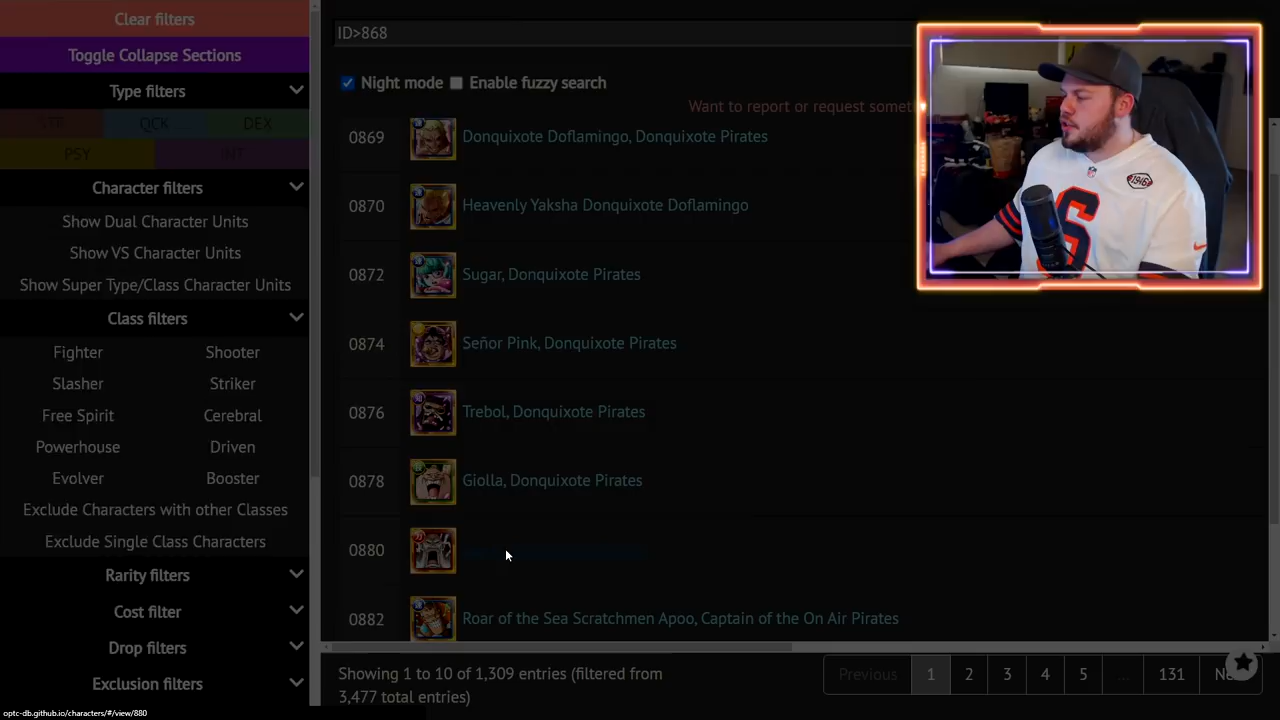 Clear filters
Toggle Collapse Sections
Type filters
STR QCK DEX
PSY INT
Character filters
Show Dual Character Units
Show VS Character Units
Show Super Type/Class Character Units
Class filters
Fighter Shooter
Slasher Striker
Free Spirit Cerebral
Powerhouse Driven
Evolver Booster
Exclude Characters with other Classes
Exclude Single Class Characters
Rarity filters
Cost filter
Drop filters
Exclusion filters
ID>868
Night mode Enable fuzzy search
Want to report or request somet
0869 Donquixote Doflamingo, Donquixote Pirates
0870 Heavenly Yaksha Donquixote Doflamingo
0872 Sugar, Donquixote Pirates
0874 Señor Pink, Donquixote Pirates
0876 Trebol, Donquixote Pirates
0878 Giolla, Donquixote Pirates
0880
0882 Roar of the Sea Scratchmen Apoo, Captain of the On Air Pirates
Showing 1 to 10 of 1,309 entries (filtered from
3,477 total entries)
Previous 1 2 3 4 5 ... 131
optc-db.github.io/characters/#/view/880
1946
6